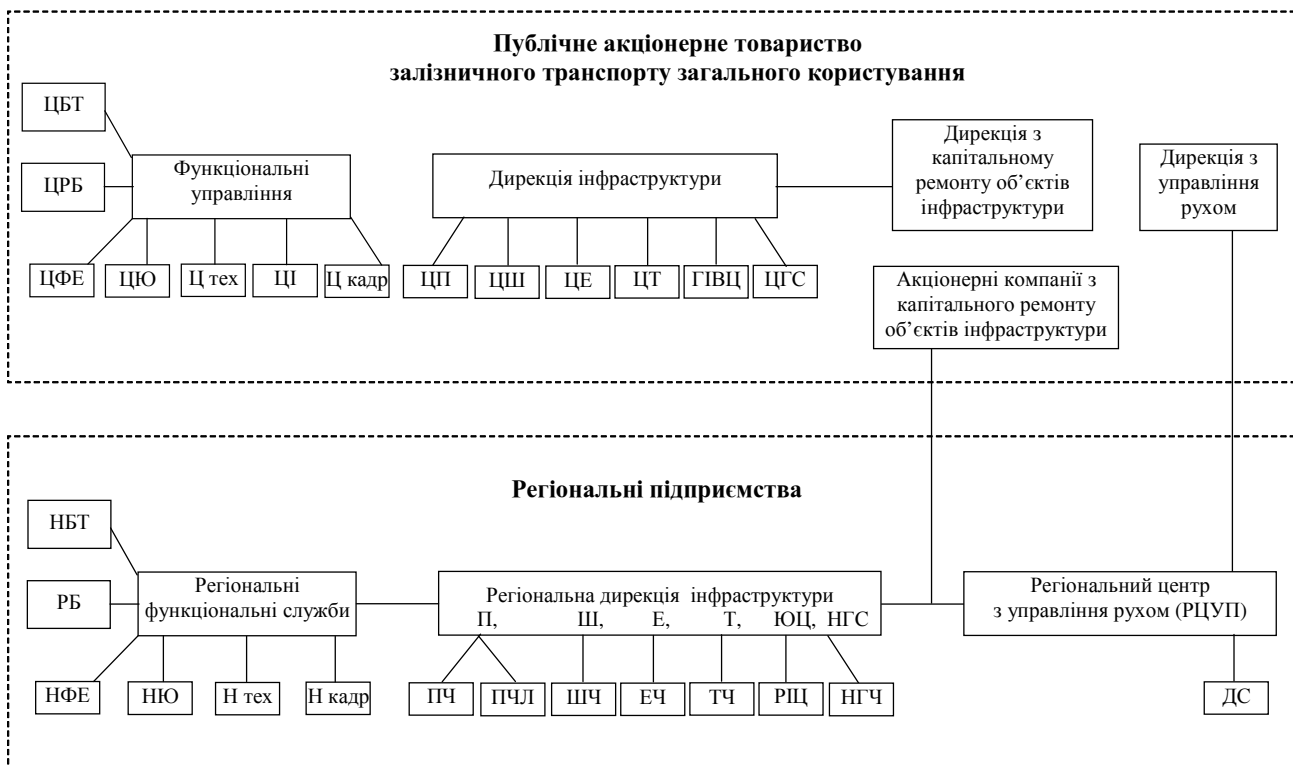 Публічне акціонерне товариство
залізничного транспорту загального користування
ЦБТ
ЦРБ
Функціональні
управління
Дирекція інфраструктури
Дирекція з
капітальному
ремонту об’єктів
інфраструктури
Дирекція з
управління
рухом
ЦФЕ
ЦЮ
Ц тех
ЦІ
Ц кадр
ЦП
ЦШ
ЦЕ
ЦТ
ГІВЦ
ЦГС
Акціонерні компанії з
капітального ремонту
об’єктів інфраструктури
Регіональні підприємства
НБТ
РБ
Регіональні
функціональні служби
Регіональна дирекція інфраструктури
П, Ш, Е, Т, ЮЦ, НГС
Регіональний центр
з управління рухом (РЦУП)
НФЕ
НЮ
Н тех
Н кадр
ПЧ
ПЧЛ
ШЧ
ЕЧ
ТЧ
РІЦ
НГЧ
ДС